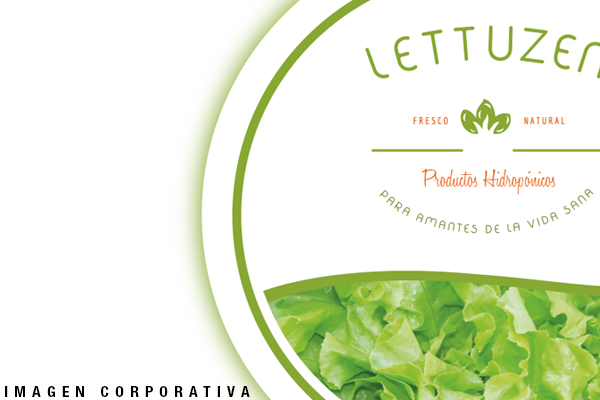 LETTUZEN
FRESCO NATURAL
Productos Hidropónicos
PARA AMANTES DE LA VIDA SANA
IMAGEN CORPORATIVA